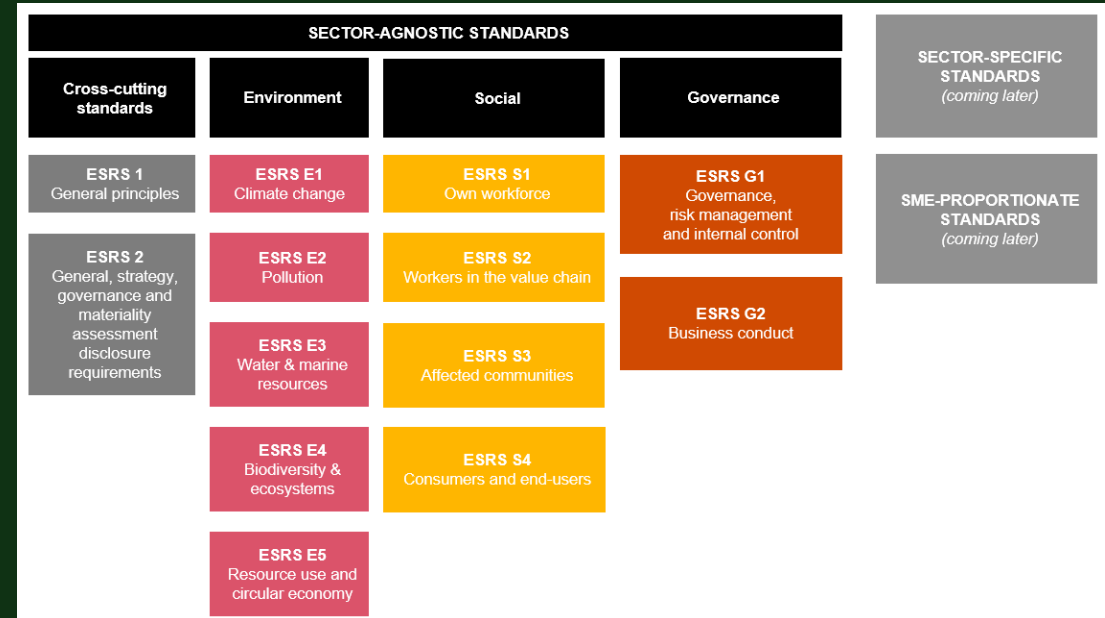 SECTOR-AGNOSTIC STANDARDS
Cross-cutting
standards
Environment
Social
Governance
SECTOR-SPECIFIC
STANDARDS
(coming later)
ESRS 1
General principles
ESRS 2
General, strategy,
governance and
materiality
assessment
disclosure
requirements
ESRS E1
Climate change
ESRS E2
Pollution
ESRS E3
Water & marine
resources
ESRS E4
Biodiversity &
ecosystems
ESRS E5
Resource use and
circular economy
ESRS S1
Own workforce
ESRS S2
Workers in the value chain
ESRS S3
Affected communities
ESRS S4
Consumers and end-users
ESRS G1
Governance,
risk management
and internal control
ESRS G2
Business conduct
SME-PROPORTIONATE
STANDARDS
(coming later)